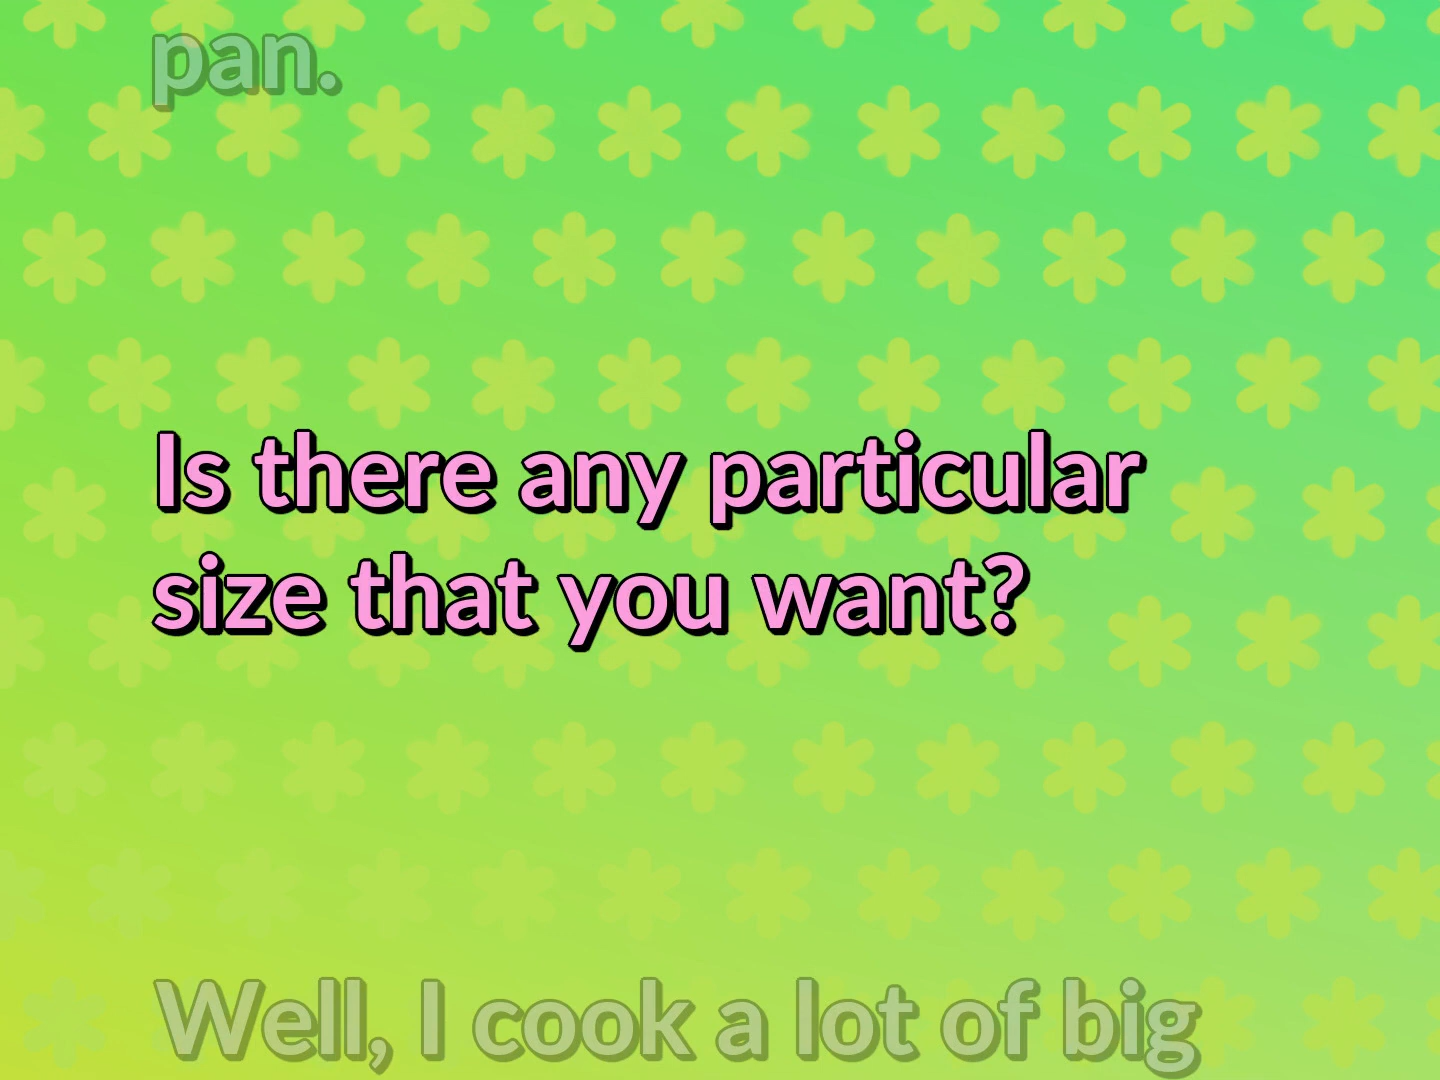 pan.
Is there any particular
size that you want?
Well, I cook a lot of big